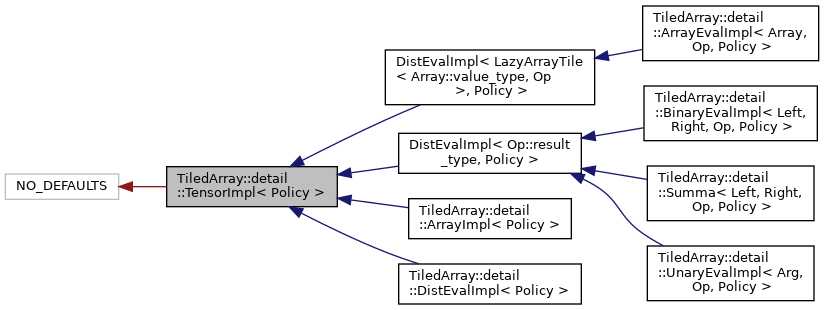 NO_DEFAULTS
TiledArray::detail
::TensorImpl< Policy >
DistEvalImpl< LazyArrayTile
< Array::value_type, Op
>, Policy >
DistEvalImpl< Op::result
_type, Policy >
TiledArray::detail
::ArrayImpl< Policy >
TiledArray::detail
::DistEvalImpl< Policy >
TiledArray::detail
::ArrayEvalImpl< Array,
Op, Policy >
TiledArray::detail
::BinaryEvalImpl< Left,
Right, Op, Policy >
TiledArray::detail
::Summa< Left, Right,
Op, Policy >
TiledArray::detail
::UnaryEvalImpl< Arg,
Op, Policy >